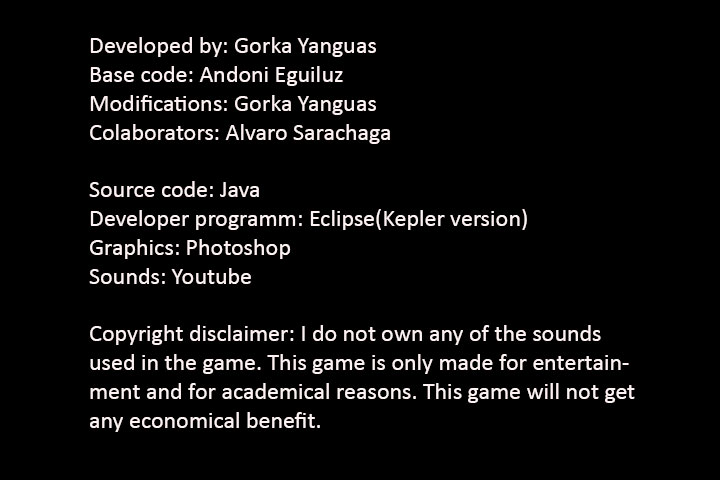 Developed by: Gorka Yanguas
Base code: Andoni Eguiluz
Modifications: Gorka Yanguas
Colaborators: Alvaro Sarachaga
Source code: Java
Developer programm: Eclipse(Kepler version)
Graphics: Photoshop
Sounds: Youtube
Copyright disclaimer: I do not own any of the sounds
used in the game. This game is only made for entertain-
ment and for academical reasons. This game will not get
any economical benefit.